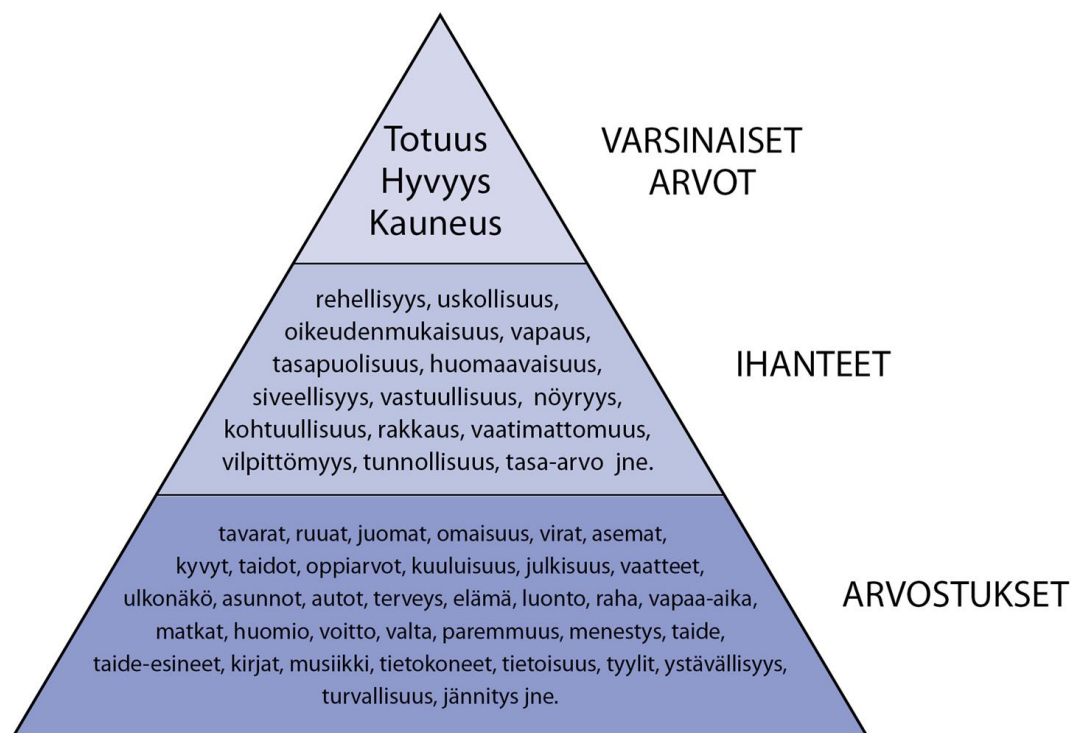 Totuus
Hyvyys
Kauneus
VARSINAISET
ARVOT
rehellisyys, uskollisuus,
oikeudenmukaisuus, vapaus,
tasapuolisuus, huomaavaisuus,
siveellisyys, vastuullisuus, nöyryys,
kohtuullisuus, rakkaus, vaatimattomuus,
vilpittömyys, tunnollisuus, tasa-arvo jne.
IHANTEET
tavarat, ruuat, juomat, omaisuus, virat, asemat,
kyvyt, taidot, oppiarvot, kuuluisuus, julkisuus, vaatteet,
ulkonäkö, asunnot, autot, terveys, elämä, luonto, raha, vapaa-aika,
matkat, huomio, voitto, valta, paremmuus, menestys, taide,
taide-esineet, kirjat, musiikki, tietokoneet, tietoisuus, tyylit, ystävällisyys,
turvallisuus, jännitys jne.
ARVOSTUKSET